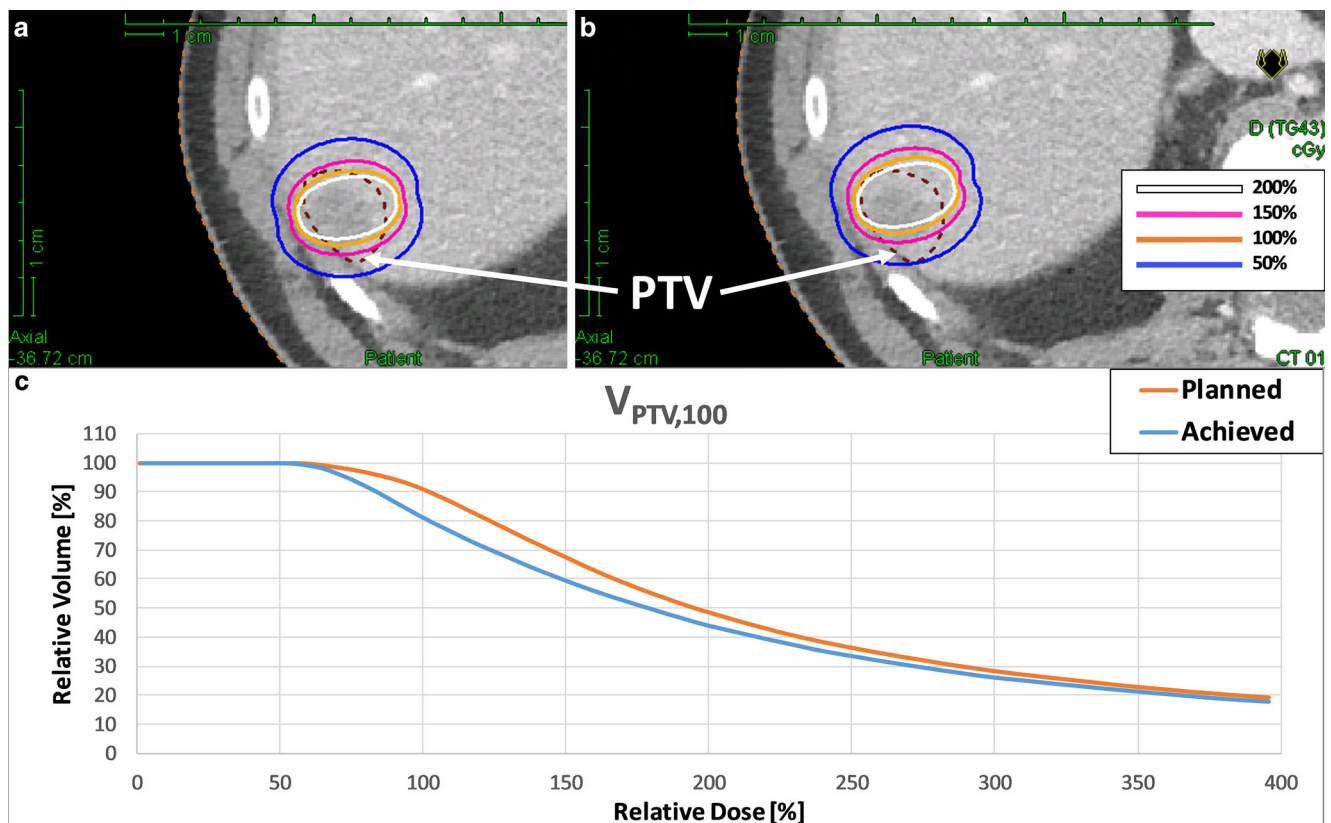 a
1 cm
b
1 cm
D (TG43)
cGy
200%
150%
100%
50%
1 cm
1 cm
PTV
Axial
-36.72 cm
Patient
Axial
-36.72 cm
Patient
CT 01
c
V_PTV,100
Planned
Achieved
Relative Volume [%]
110
100
90
80
70
60
50
40
30
20
10
0
0 50 100 150 200 250 300 350 400
Relative Dose [%]